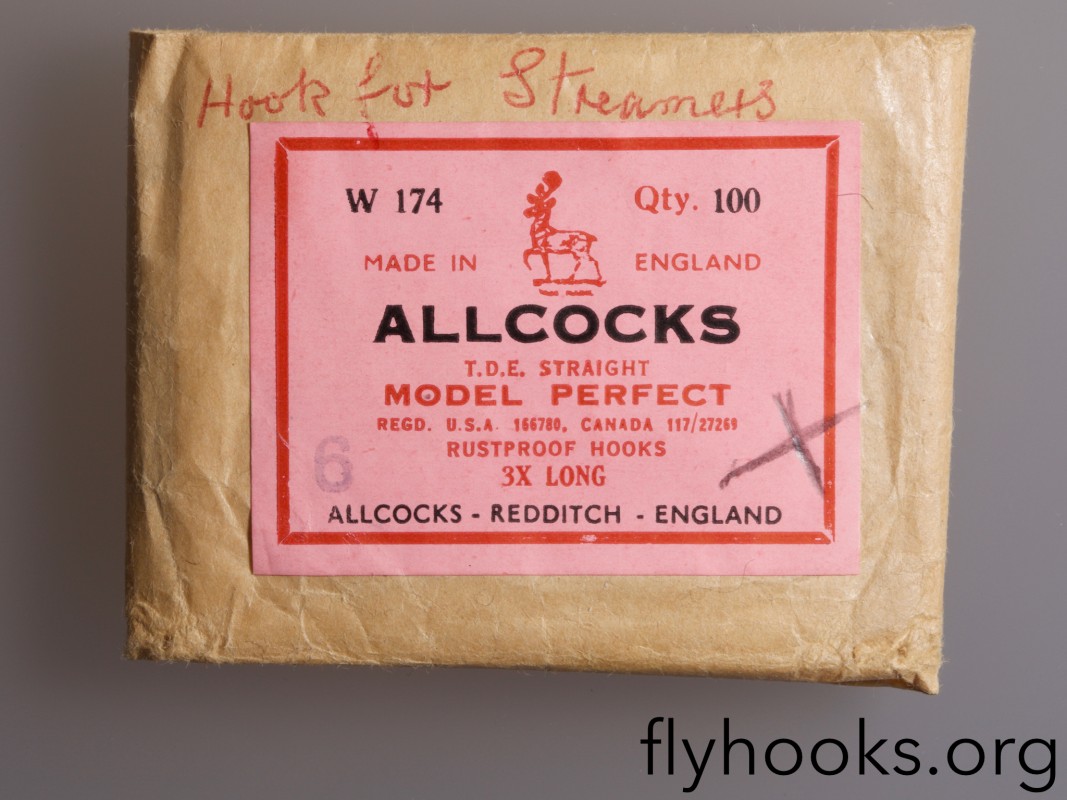 Hook for Streamers
W 174 Qty. 100
MADE IN ENGLAND
ALLCOCKS
T.D.E. STRAIGHT
MODEL PERFECT
REGD. U.S.A. 166780, CANADA 117/27269
RUSTPROOF HOOKS
6
3X LONG
ALLCOCKS - REDDITCH - ENGLAND
flyhooks.org